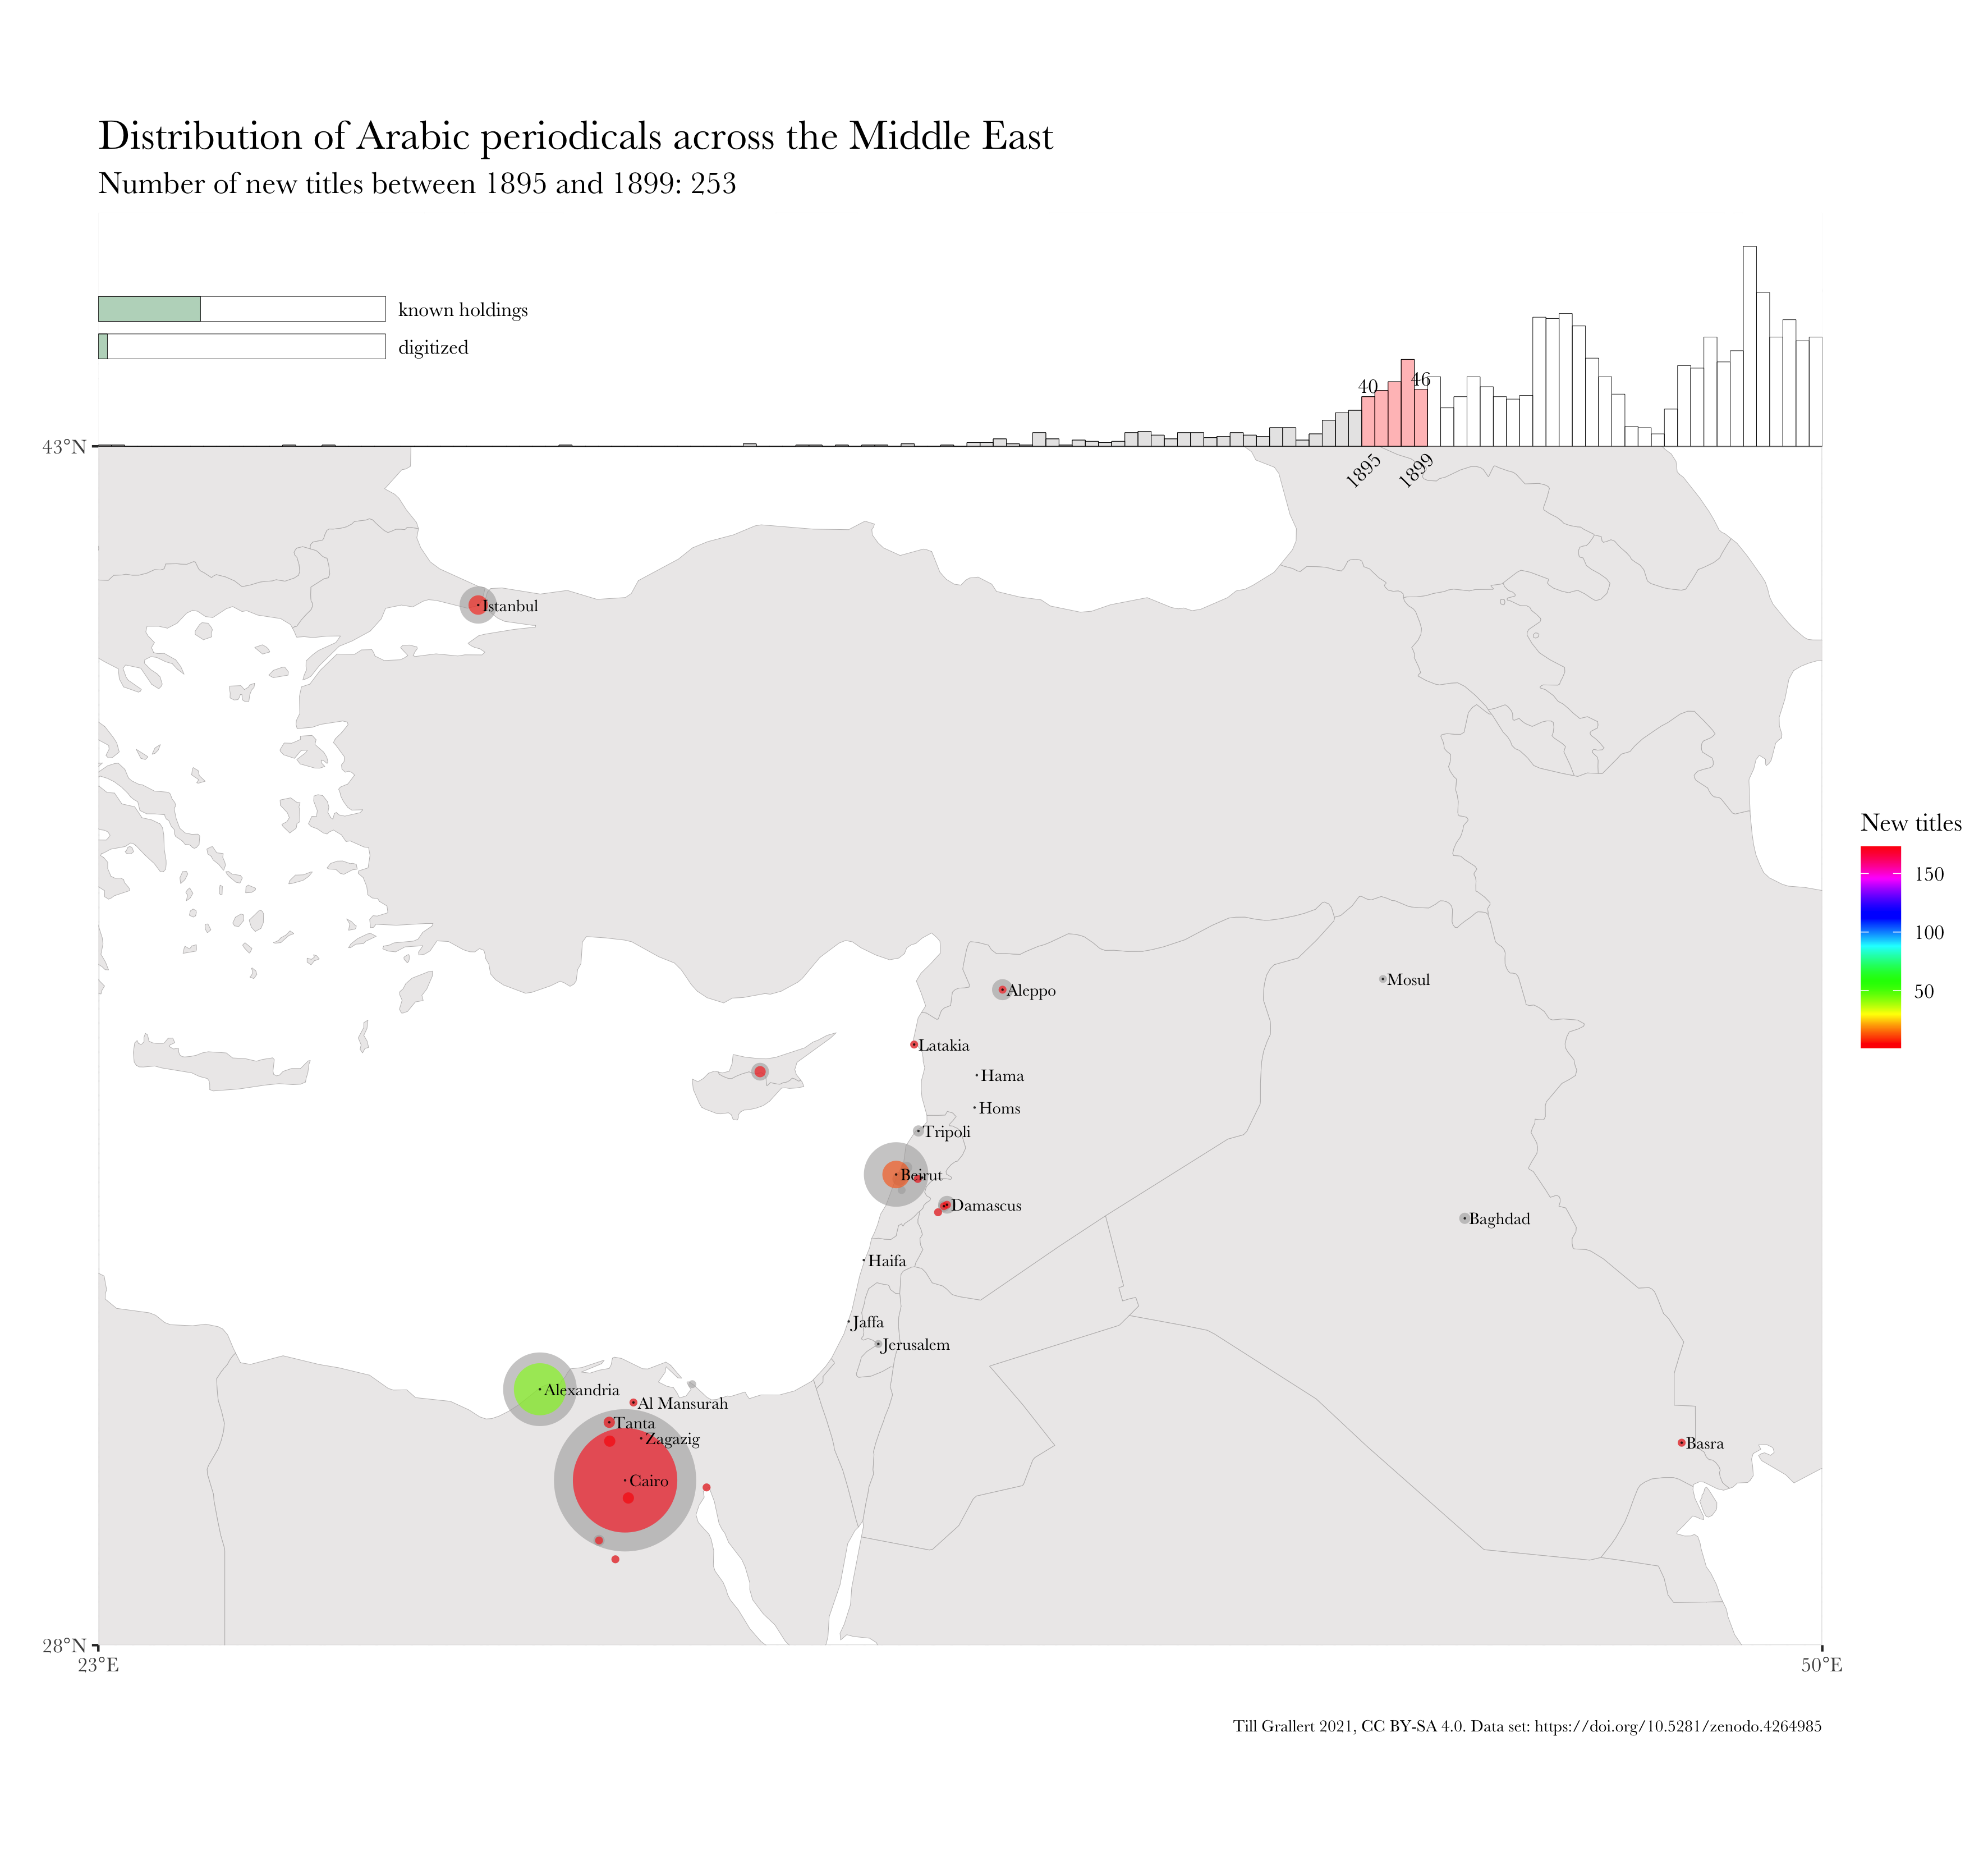 Distribution of Arabic periodicals across the Middle East
Number of new titles between 1895 and 1899: 253
known holdings
digitized
40
46
43°N
1895
1899
Istanbul
New titles
150
100
50
Aleppo
Mosul
Latakia
Hama
Homs
Tripoli
Beirut
Damascus
Baghdad
Haifa
Jaffa
Jerusalem
Alexandria
Al Mansurah
Tanta
Zagazig
Basra
Cairo
28°N
23°E
50°E
Till Grallert 2021, CC BY-SA 4.0. Data set: https://doi.org/10.5281/zenodo.4264985